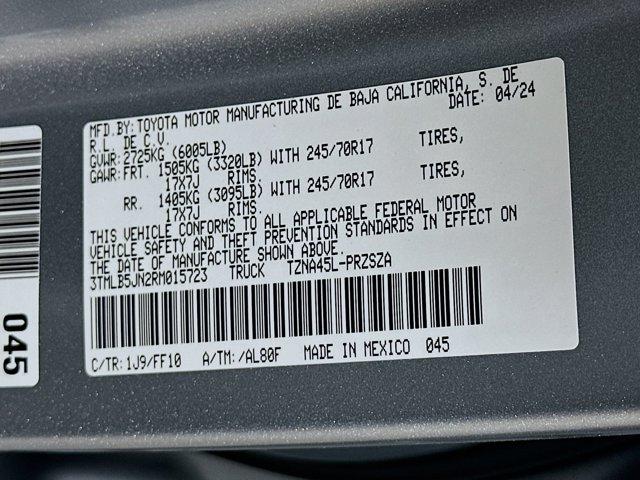 MFD.BY:TOYOTA MOTOR MANUFACTURING DE BAJA CALIFORNIA, S. DE
R.L. DE C.V. DATE: 04/24
GVWR:2725KG (6005LB)
GAWR:FRT. 1505KG (3320LB) WITH 245/70R17 TIRES,
17X7J RIMS.
RR. 1405KG (3095LB) WITH 245/70R17 TIRES,
17X7J RIMS.
THIS VEHICLE CONFORMS TO ALL APPLICABLE FEDERAL MOTOR
VEHICLE SAFETY AND THEFT PREVENTION STANDARDS IN EFFECT ON
THE DATE OF MANUFACTURE SHOWN ABOVE.
3TMLB5JN2RM015723 TRUCK TZNA45L-PRZSZA
C/TR:1J9/FF10 A/TM:/AL80F MADE IN MEXICO 045
045